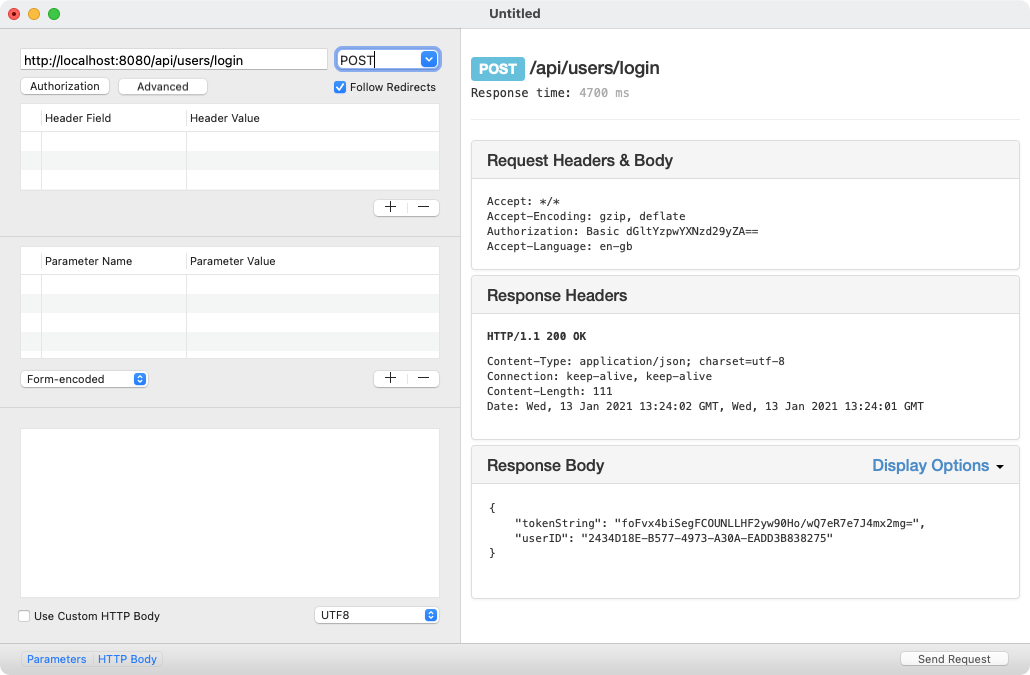 Untitled
http://localhost:8080/api/users/login
POST
Authorization
Advanced
Follow Redirects
Header Field
Header Value
Parameter Name
Parameter Value
Form-encoded
Use Custom HTTP Body
UTF8
Parameters
HTTP Body
POST /api/users/login
Response time: 4700 ms
Request Headers & Body
Accept: */*
Accept-Encoding: gzip, deflate
Authorization: Basic dGltYzpwYXNzd29yZA==
Accept-Language: en-gb
Response Headers
HTTP/1.1 200 OK
Content-Type: application/json; charset=utf-8
Connection: keep-alive, keep-alive
Content-Length: 111
Date: Wed, 13 Jan 2021 13:24:02 GMT, Wed, 13 Jan 2021 13:24:01 GMT
Response Body
Display Options
{
"tokenString": "foFvx4biSegFCOUNLLHF2yw90Ho/wQ7eR7e7J4mx2mg=",
"userID": "2434D18E-B577-4973-A30A-EADD3B838275"
}
Send Request